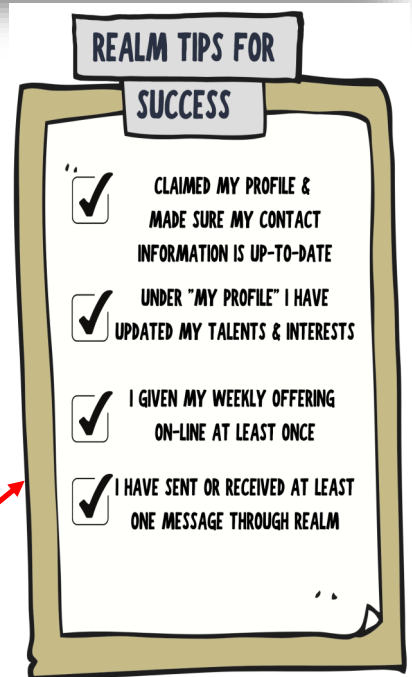 REALM TIPS FOR
SUCCESS
CLAIMED MY PROFILE &
MADE SURE MY CONTACT
INFORMATION IS UP-TO-DATE
UNDER "MY PROFILE" I HAVE
UPDATED MY TALENTS & INTERESTS
I GIVEN MY WEEKLY OFFERING
ON-LINE AT LEAST ONCE
I HAVE SENT OR RECEIVED AT LEAST
ONE MESSAGE THROUGH REALM